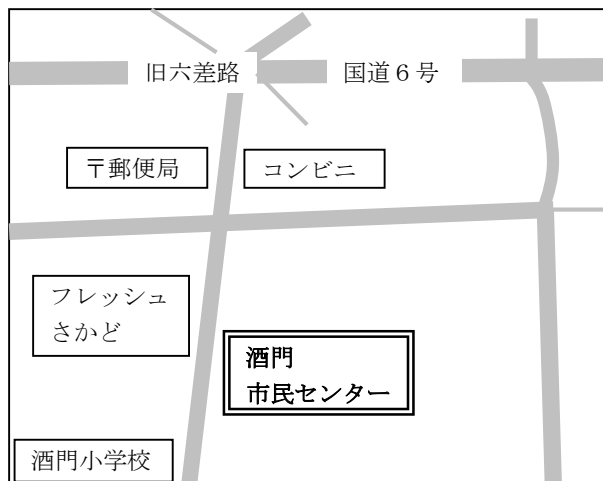 旧六差路
国道６号
〒郵便局
コンビニ
フレッシュ
さかど
酒門
市民センター
酒門小学校